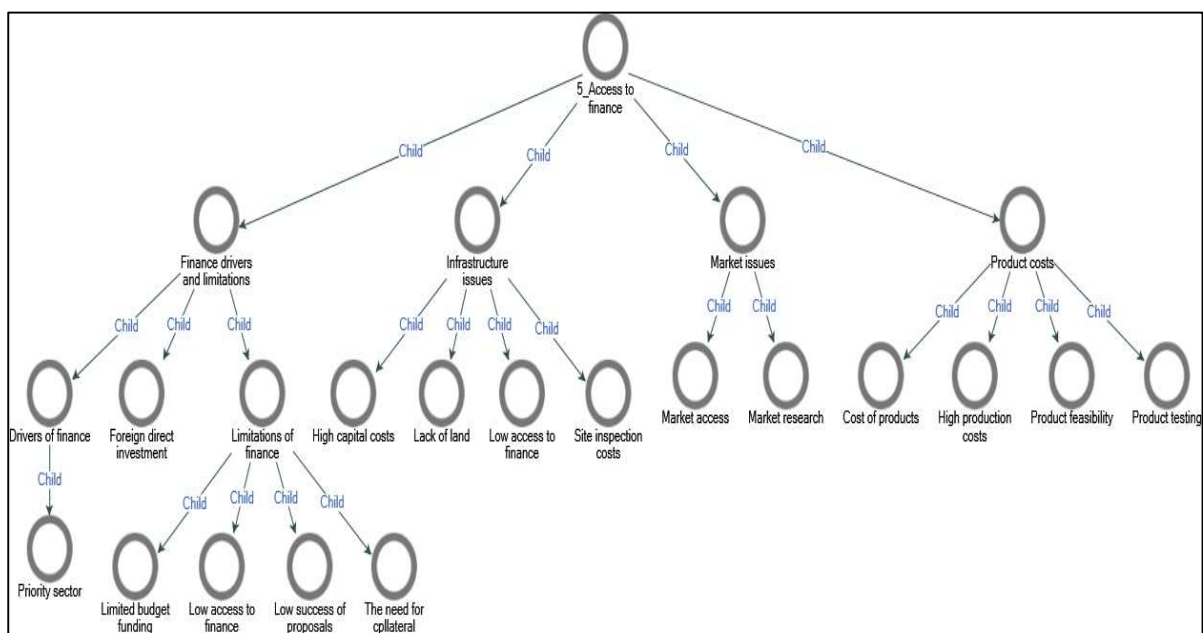 5_Access to
finance
Child
Child
Child
Child
Finance drivers
and limitations
Infrastructure
issues
Market issues
Product costs
Child
Child
Child
Child
Child
Child
Child
Child
Child
Child
Child
Child
Child
Drivers of finance
Foreign direct
investment
Limitations of
finance
High capital costs
Lack of land
Low access to
finance
Site inspection
costs
Market access
Market research
Cost of products
High production
costs
Product feasibility
Product testing
Child
Child
Child
Child
Child
Priority sector
Limited budget
funding
Low access to
finance
Low success of
proposals
The need for
cpllateral